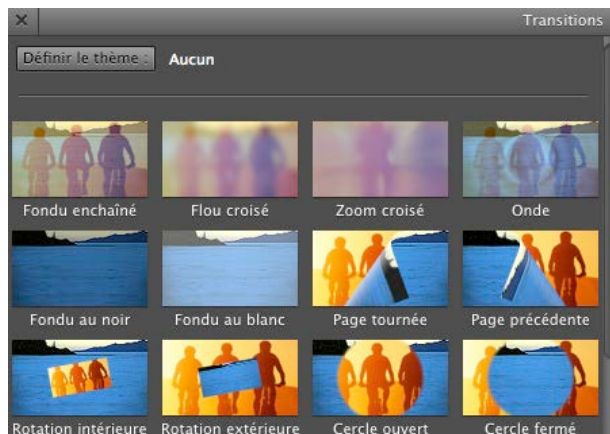 Transitions
Définir le thème : Aucun
Fondu enchaîné Flou croisé Zoom croisé Onde
Fondu au noir Fondu au blanc Page tournée Page précédente
Rotation intérieure Rotation extérieure Cercle ouvert Cercle fermé